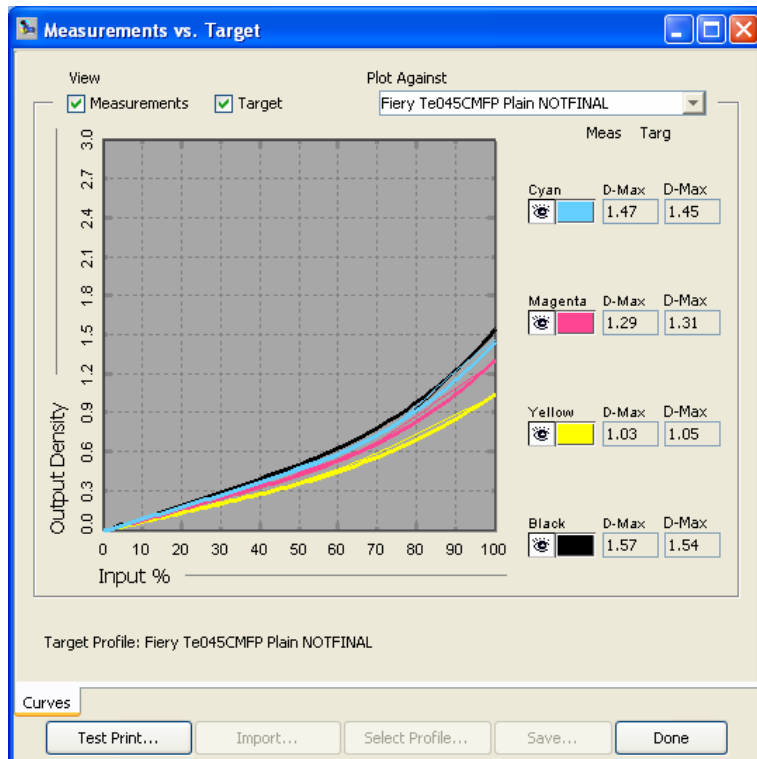 Measurements vs. Target
View
Plot Against
Measurements
Target
Fiery Te045CMFP Plain NOTFINAL
Meas Targ
3.0
2.7
2.4
2.1
1.8
1.5
1.2
0.9
0.6
0.3
0.0
Output Density
0 10 20 30 40 50 60 70 80 90 100
Input %
Cyan D-Max D-Max
1.47 1.45
Magenta D-Max D-Max
1.29 1.31
Yellow D-Max D-Max
1.03 1.05
Black D-Max D-Max
1.57 1.54
Target Profile: Fiery Te045CMFP Plain NOTFINAL
Curves
Test Print... Import... Select Profile... Save... Done